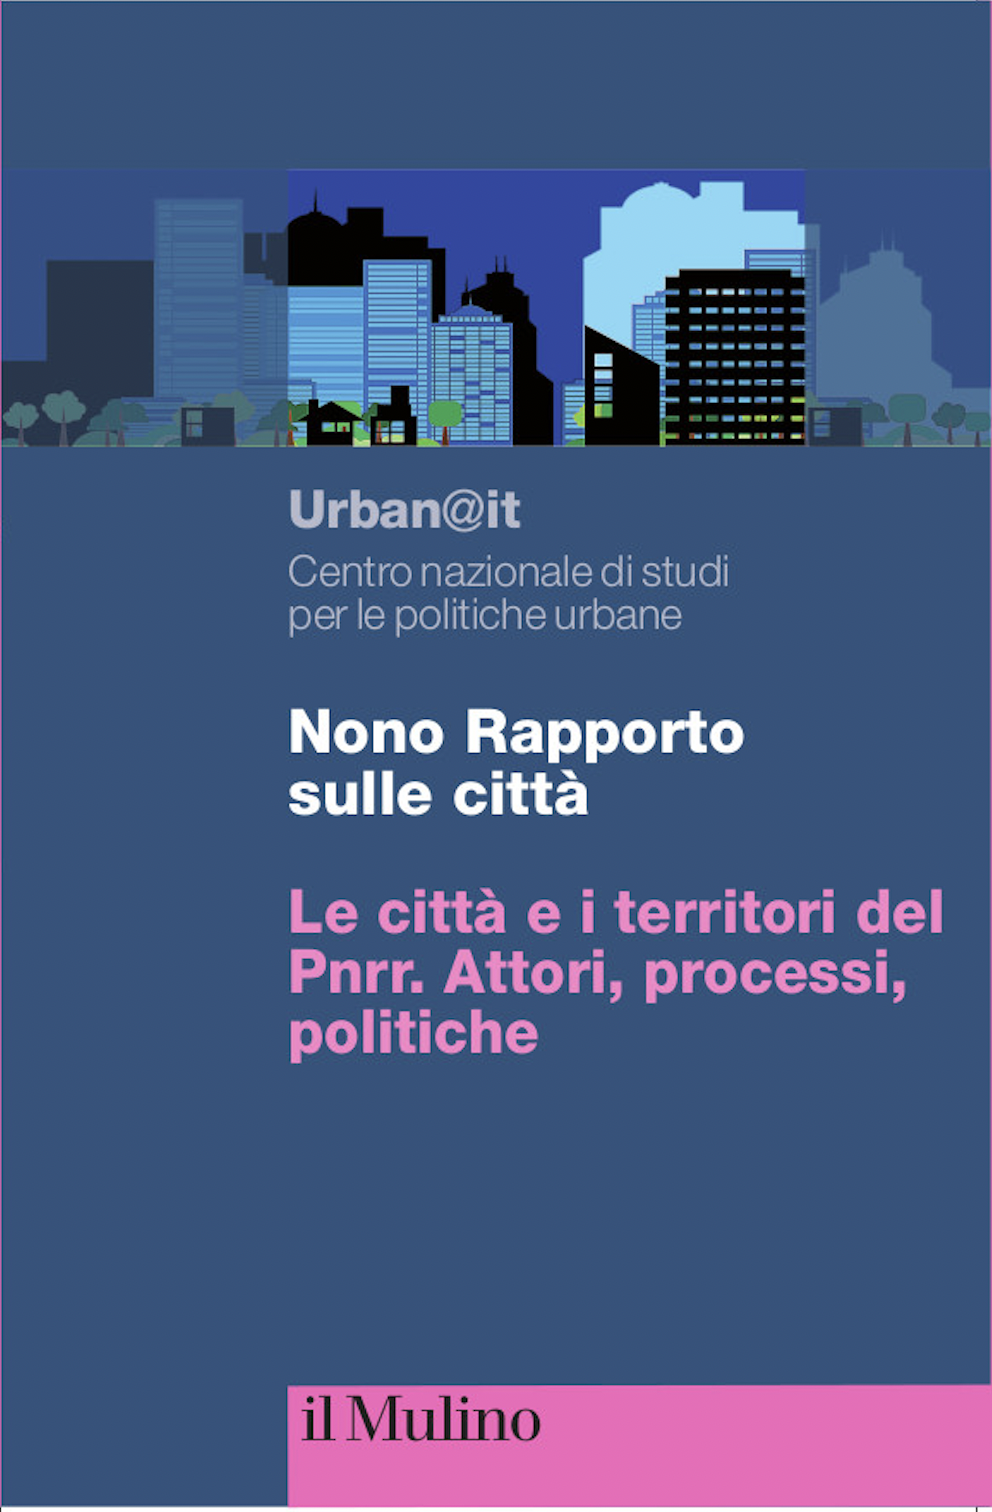 Urban@it
Centro nazionale di studi
per le politiche urbane
Nono Rapporto
sulle città
Le città e i territori del
Pnrr. Attori, processi,
politiche
il Mulino